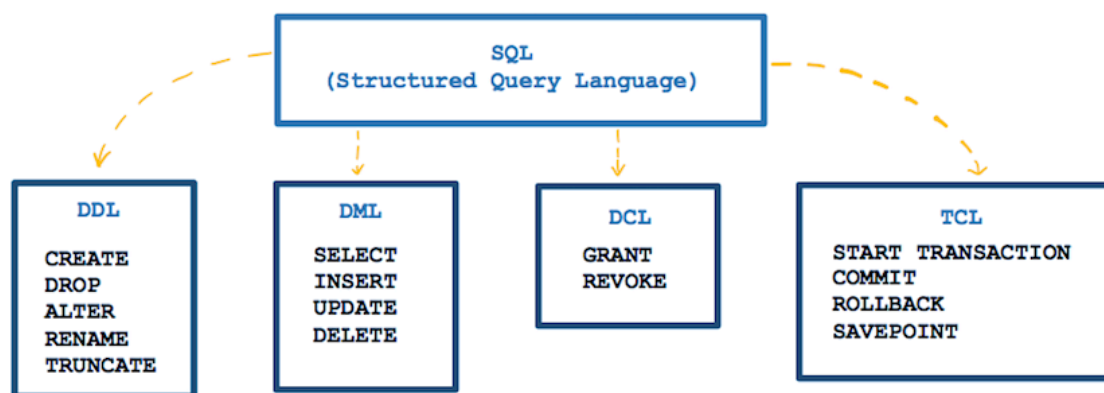 SQL
(Structured Query Language)
DDL
CREATE
DROP
ALTER
RENAME
TRUNCATE
DML
SELECT
INSERT
UPDATE
DELETE
DCL
GRANT
REVOKE
TCL
START TRANSACTION
COMMIT
ROLLBACK
SAVEPOINT